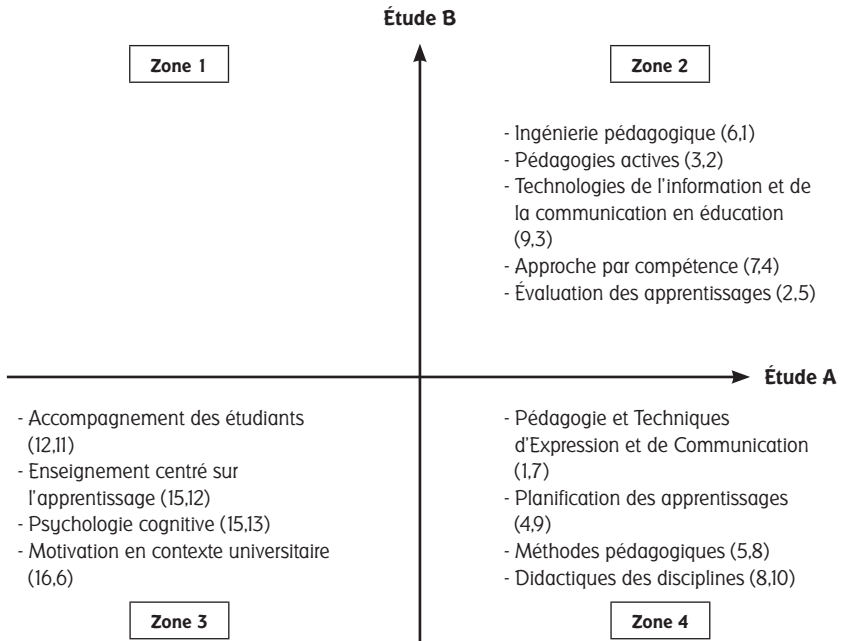 Étude B
Zone 1
Zone 2
- Ingénierie pédagogique (6,1)
- Pédagogies actives (3,2)
- Technologies de l'information et de
la communication en éducation
(9,3)
- Approche par compétence (7,4)
- Évaluation des apprentissages (2,5)
Étude A
- Accompagnement des étudiants
(12,11)
- Enseignement centré sur
l'apprentissage (15,12)
- Psychologie cognitive (15,13)
- Motivation en contexte universitaire
(16,6)
- Pédagogie et Techniques
d'Expression et de Communication
(1,7)
- Planification des apprentissages
(4,9)
- Méthodes pédagogiques (5,8)
- Didactiques des disciplines (8,10)
Zone 3
Zone 4